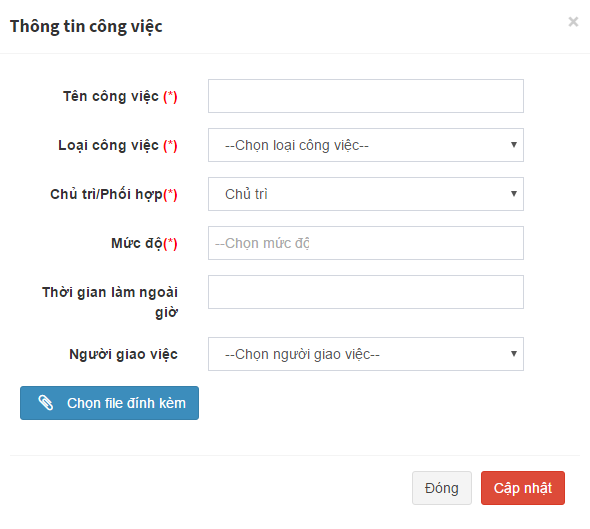 Thông tin công việc
×
Tên công việc (*)
Loại công việc (*)
--Chọn loại công việc--
Chủ trì/Phối hợp(*)
Chủ trì
Mức độ(*)
--Chọn mức độ
Thời gian làm ngoài
giờ
Người giao việc
--Chọn người giao việc--
Chọn file đính kèm
Đóng
Cập nhật